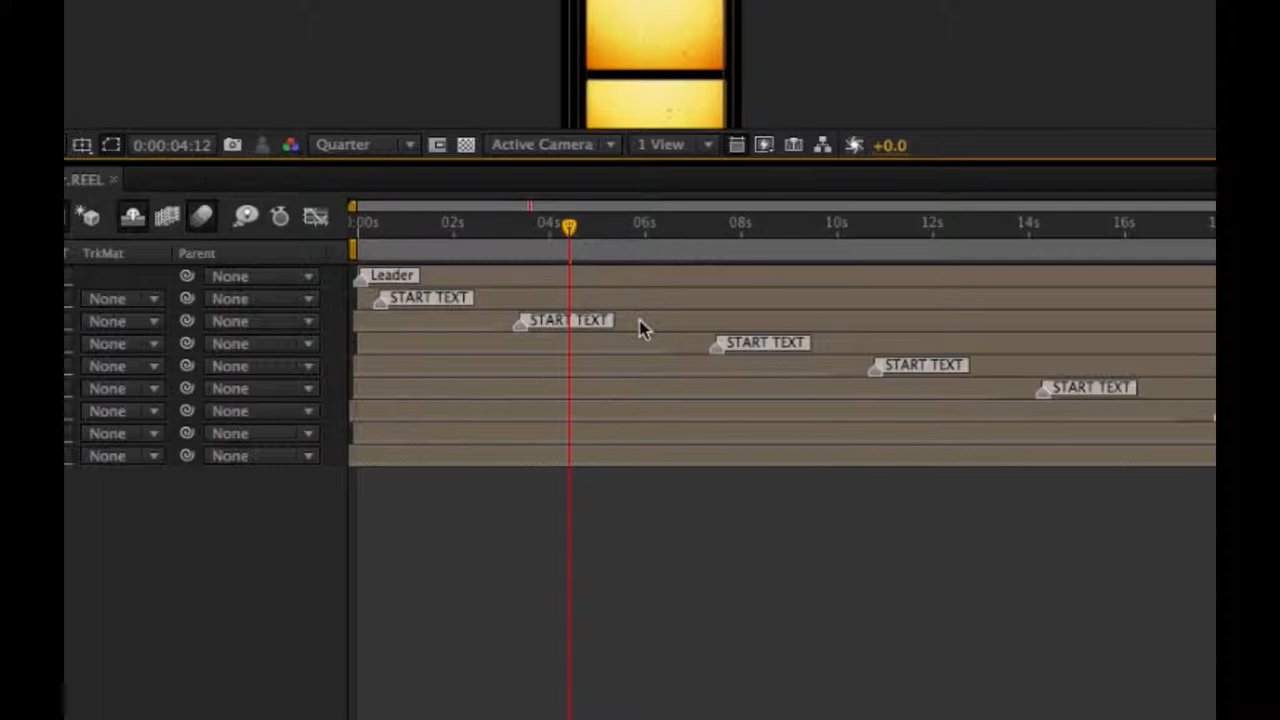 0:00:04:12 Quarter Active Camera 1 View +0.0
.REEL ×
:00s 02s 04s 06s 08s 10s 12s 14s 16s
TrkMat Parent
None Leader
None None START TEXT
None None START TEXT
None None START TEXT
None None START TEXT
None None START TEXT
None None
None None
None None